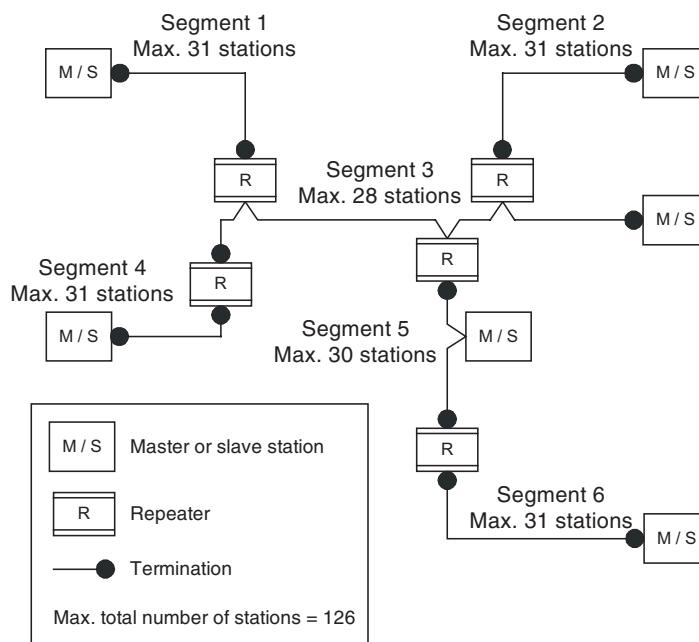 Segment 1
Max. 31 stations
Segment 2
Max. 31 stations
M / S
M / S
R
Segment 3
Max. 28 stations
R
M / S
R
Segment 4
Max. 31 stations
R
M / S
Segment 5
Max. 30 stations
M / S
R
Segment 6
Max. 31 stations
M / S
M / S
Master or slave station
R
Repeater
Termination
Max. total number of stations = 126